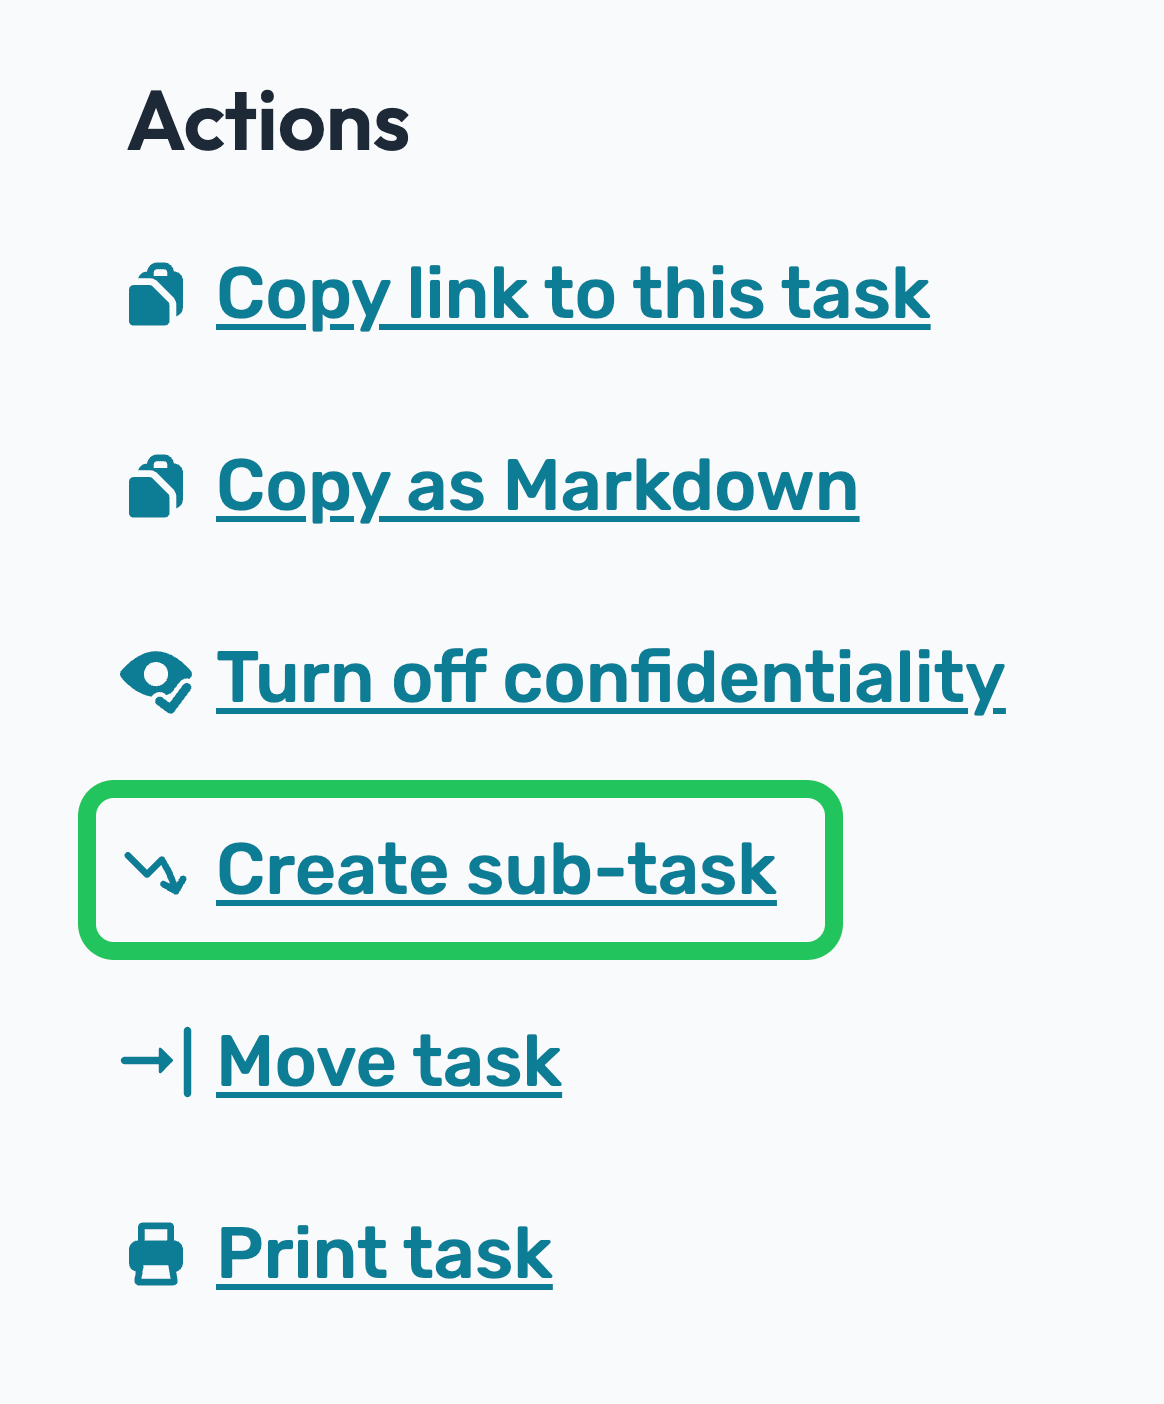 Actions
Copy link to this task
Copy as Markdown
Turn off confidentiality
Create sub-task
Move task
Print task